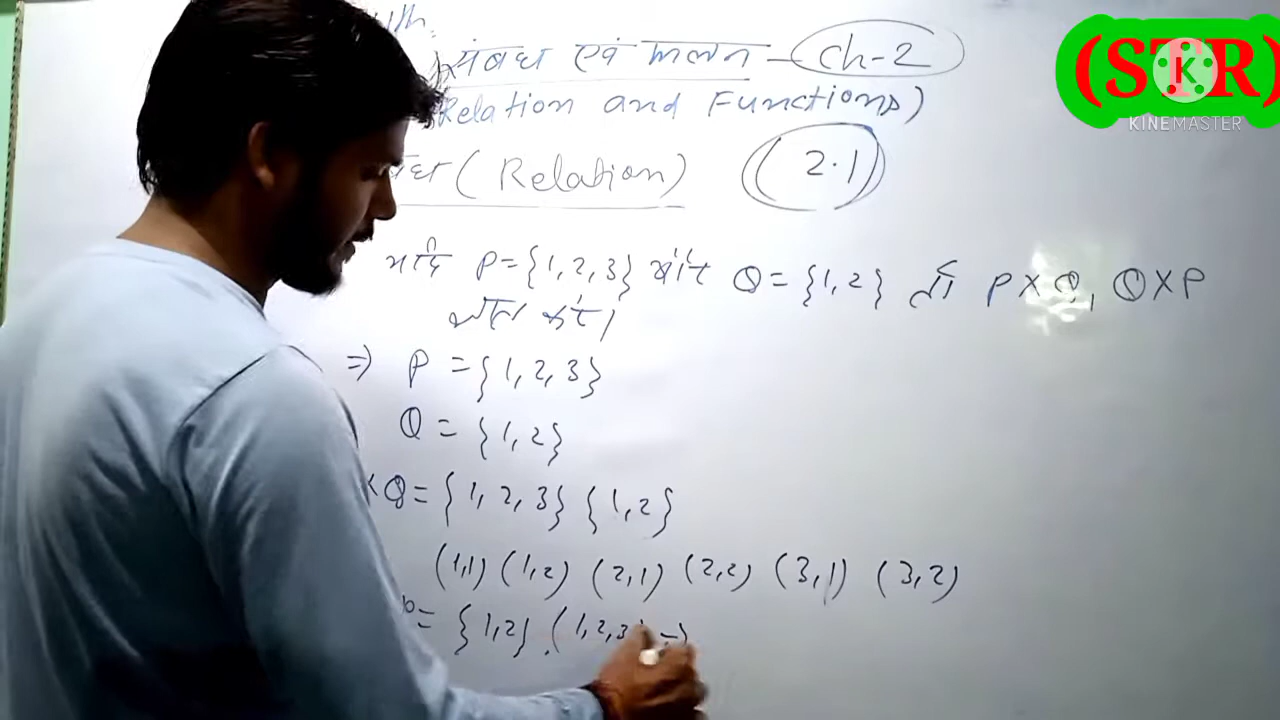 संबंध एवं फलन - Ch-2
(STR)
K
KINEMASTER
Relation and Functions)
(Relation) (2.1)
यदि P={1,2,3} और Q={1,2} तो P×Q, Q×P
ज्ञात करें।
=> P={1,2,3}
Q={1,2}
×Q={1,2,3}{1,2}
(1,1)(1,2)(2,1)(2,2)(3,1)(3,2)
={1,2}.(1,2,3